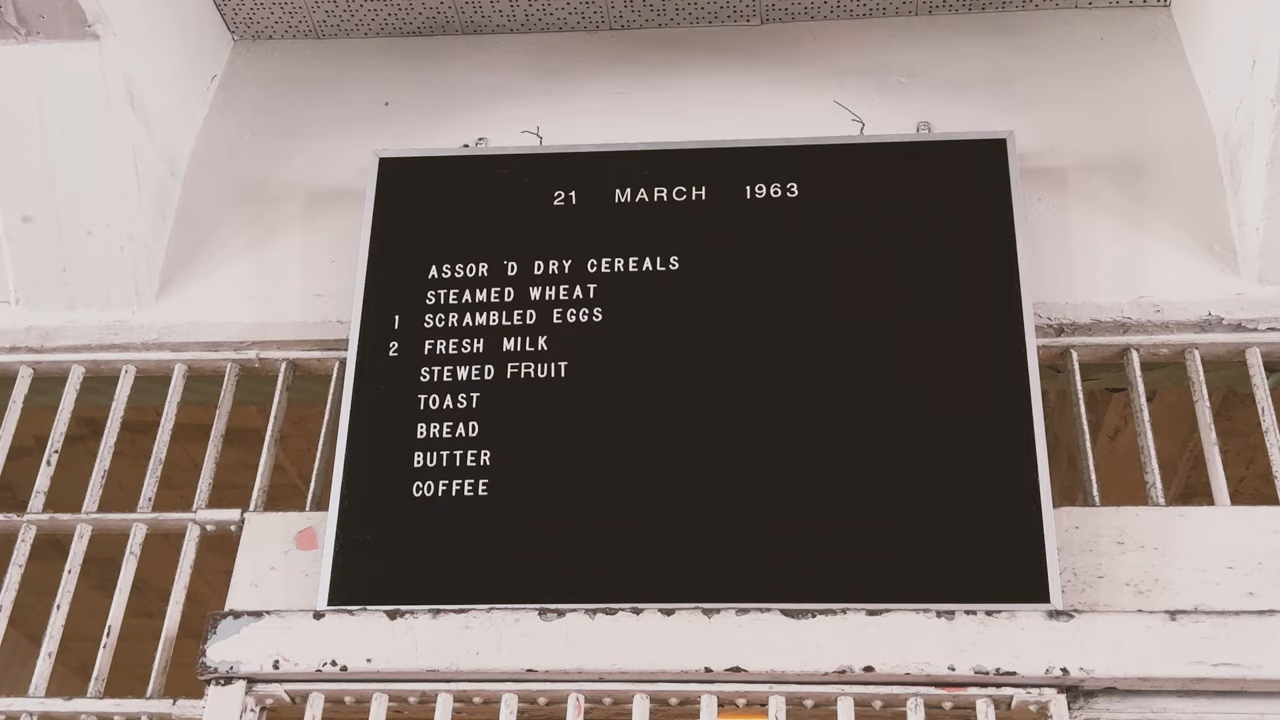 21 MARCH 1963
ASSOR 'D DRY CEREALS
STEAMED WHEAT
1 SCRAMBLED EGGS
2 FRESH MILK
STEWED FRUIT
TOAST
BREAD
BUTTER
COFFEE